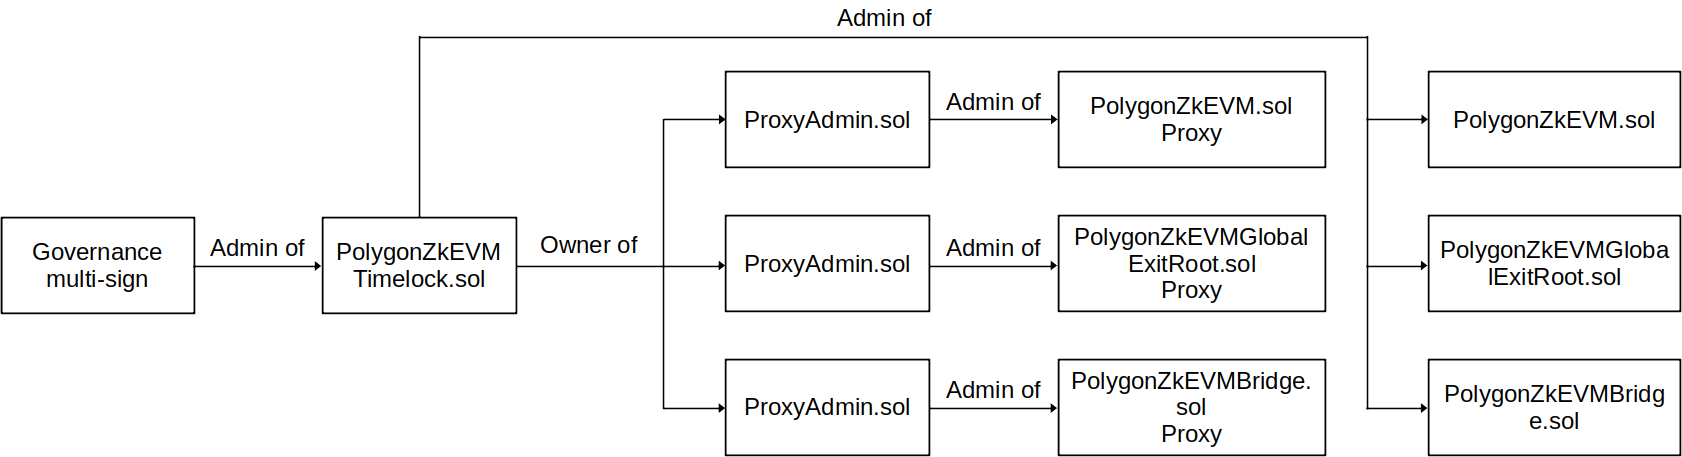 Admin of
ProxyAdmin.sol
Admin of
PolygonZkEVM.sol
Proxy
PolygonZkEVM.sol
Governance
multi-sign
Admin of
PolygonZkEVM
Timelock.sol
Owner of
ProxyAdmin.sol
Admin of
PolygonZkEVMGlobal
ExitRoot.sol
Proxy
PolygonZkEVMGloba
lExitRoot.sol
ProxyAdmin.sol
Admin of
PolygonZkEVMBridge.
sol
Proxy
PolygonZkEVMBridg
e.sol